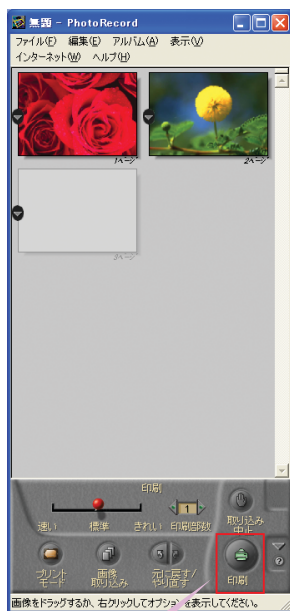 無題 - PhotoRecord
ファイル(F) 編集(E) アルバム(A) 表示(V)
インターネット(W) ヘルプ(H)
1ページ
2ページ
3ページ
印刷
速い 標準 きれい
1
印刷部数
取り込み
中止
プリント
モード
画像
取り込み
元に戻す/
やり直す
印刷
?
画像をドラッグするか、右クリックしてオプションを表示してください。